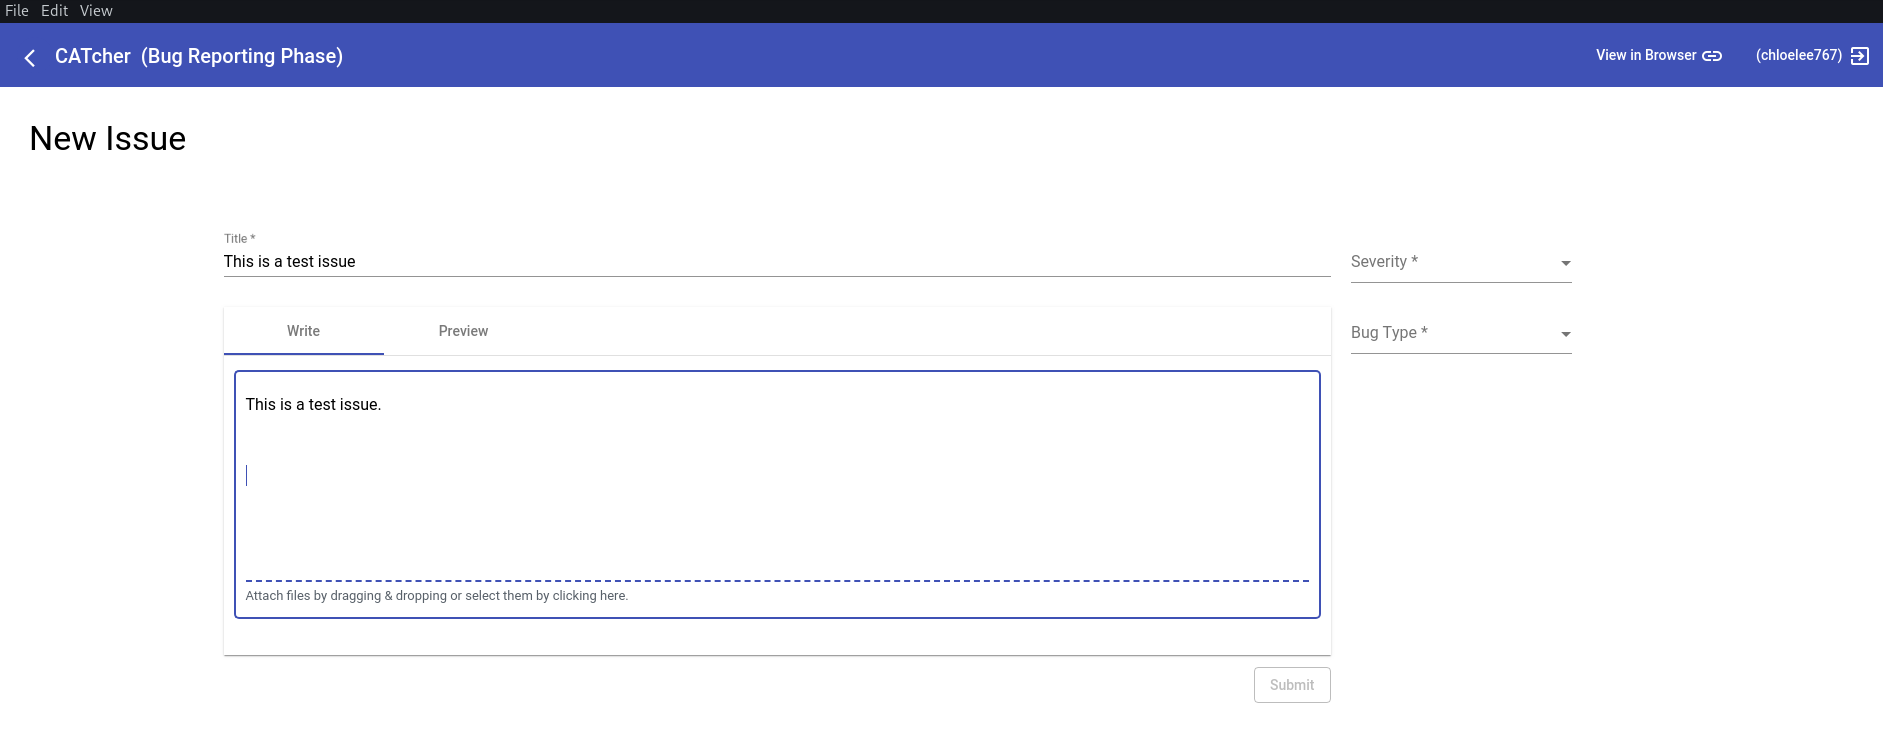 File Edit View
CATcher (Bug Reporting Phase)
View in Browser
(chloelee767)
New Issue
Title *
This is a test issue
Severity *
Write
Preview
Bug Type *
This is a test issue.
Attach files by dragging & dropping or select them by clicking here.
Submit